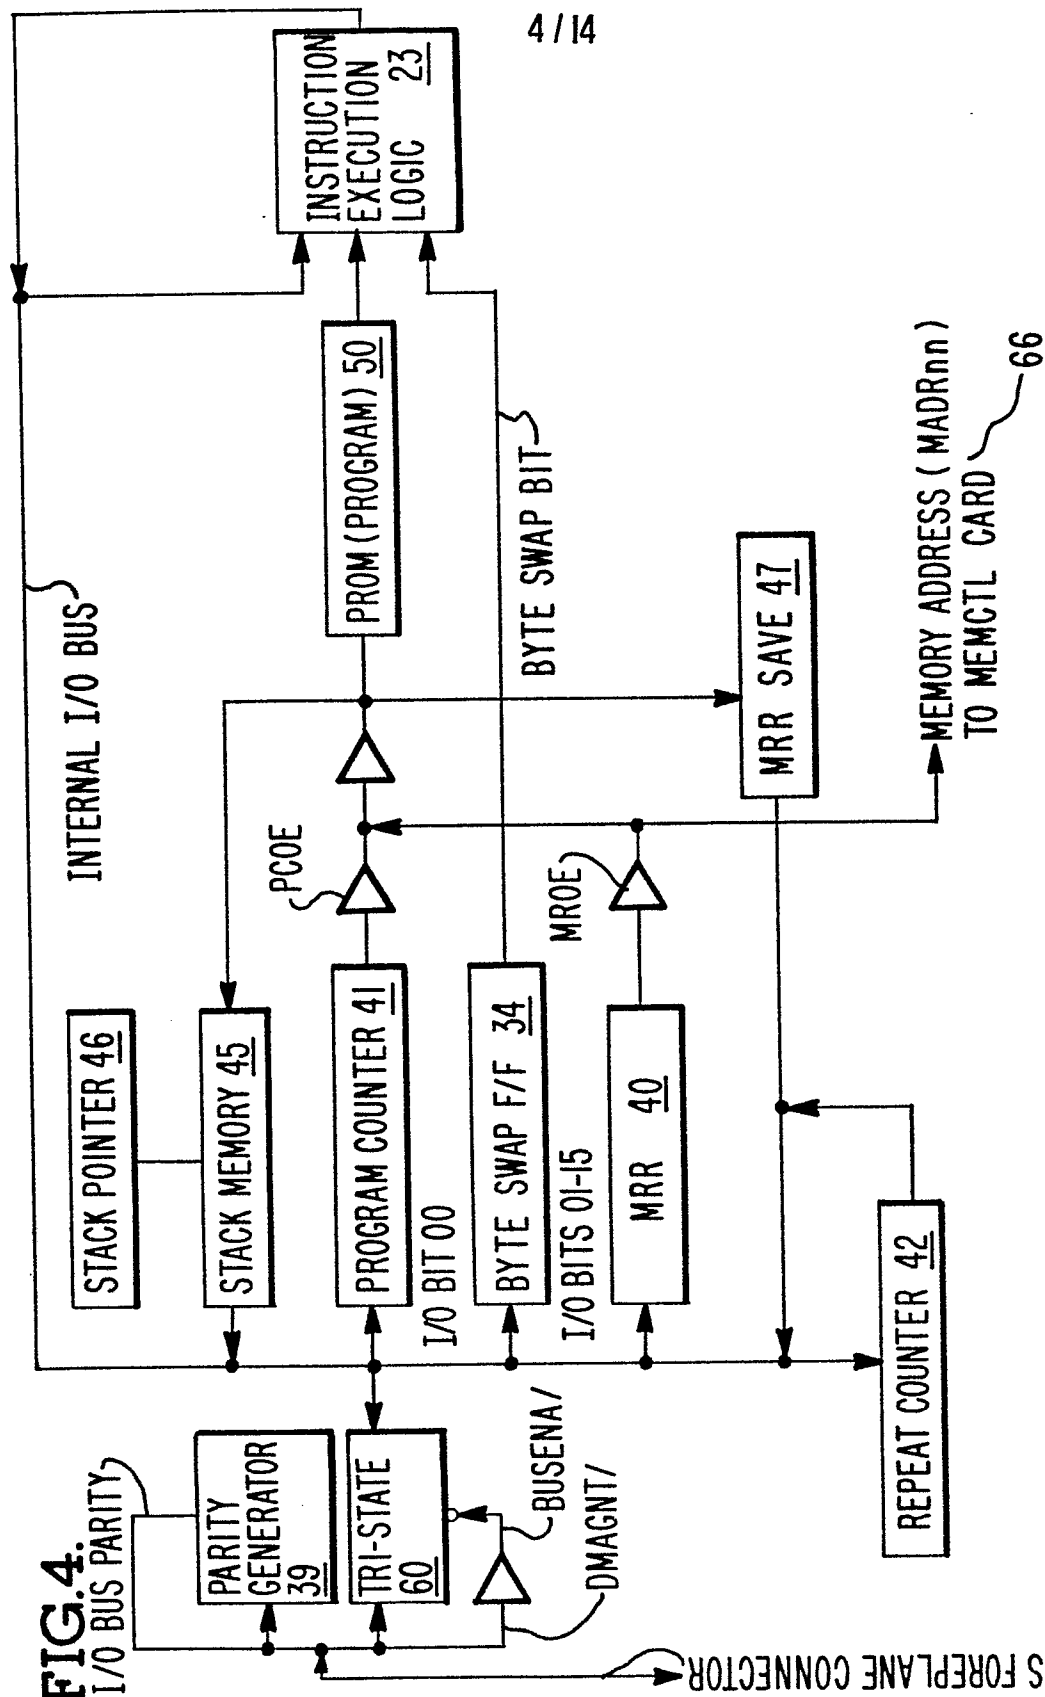 4/14
FIG. 4.
I/O BUS PARITY
PARITY
GENERATOR
39
TRI-STATE
60
BUSENA/
DMAGNT/
S FOREPLANE CONNECTOR
INTERNAL I/O BUS
STACK POINTER 46
STACK MEMORY 45
PROGRAM COUNTER 41
I/O BIT 00
BYTE SWAP F/F 34
I/O BITS 01-15
MRR 40
REPEAT COUNTER 42
PCOE
MROE
PROM (PROGRAM) 50
BYTE SWAP BIT
MRR SAVE 47
INSTRUCTION
EXECUTION
LOGIC 23
MEMORY ADDRESS (MADRnn)
TO MEMCTL CARD
66